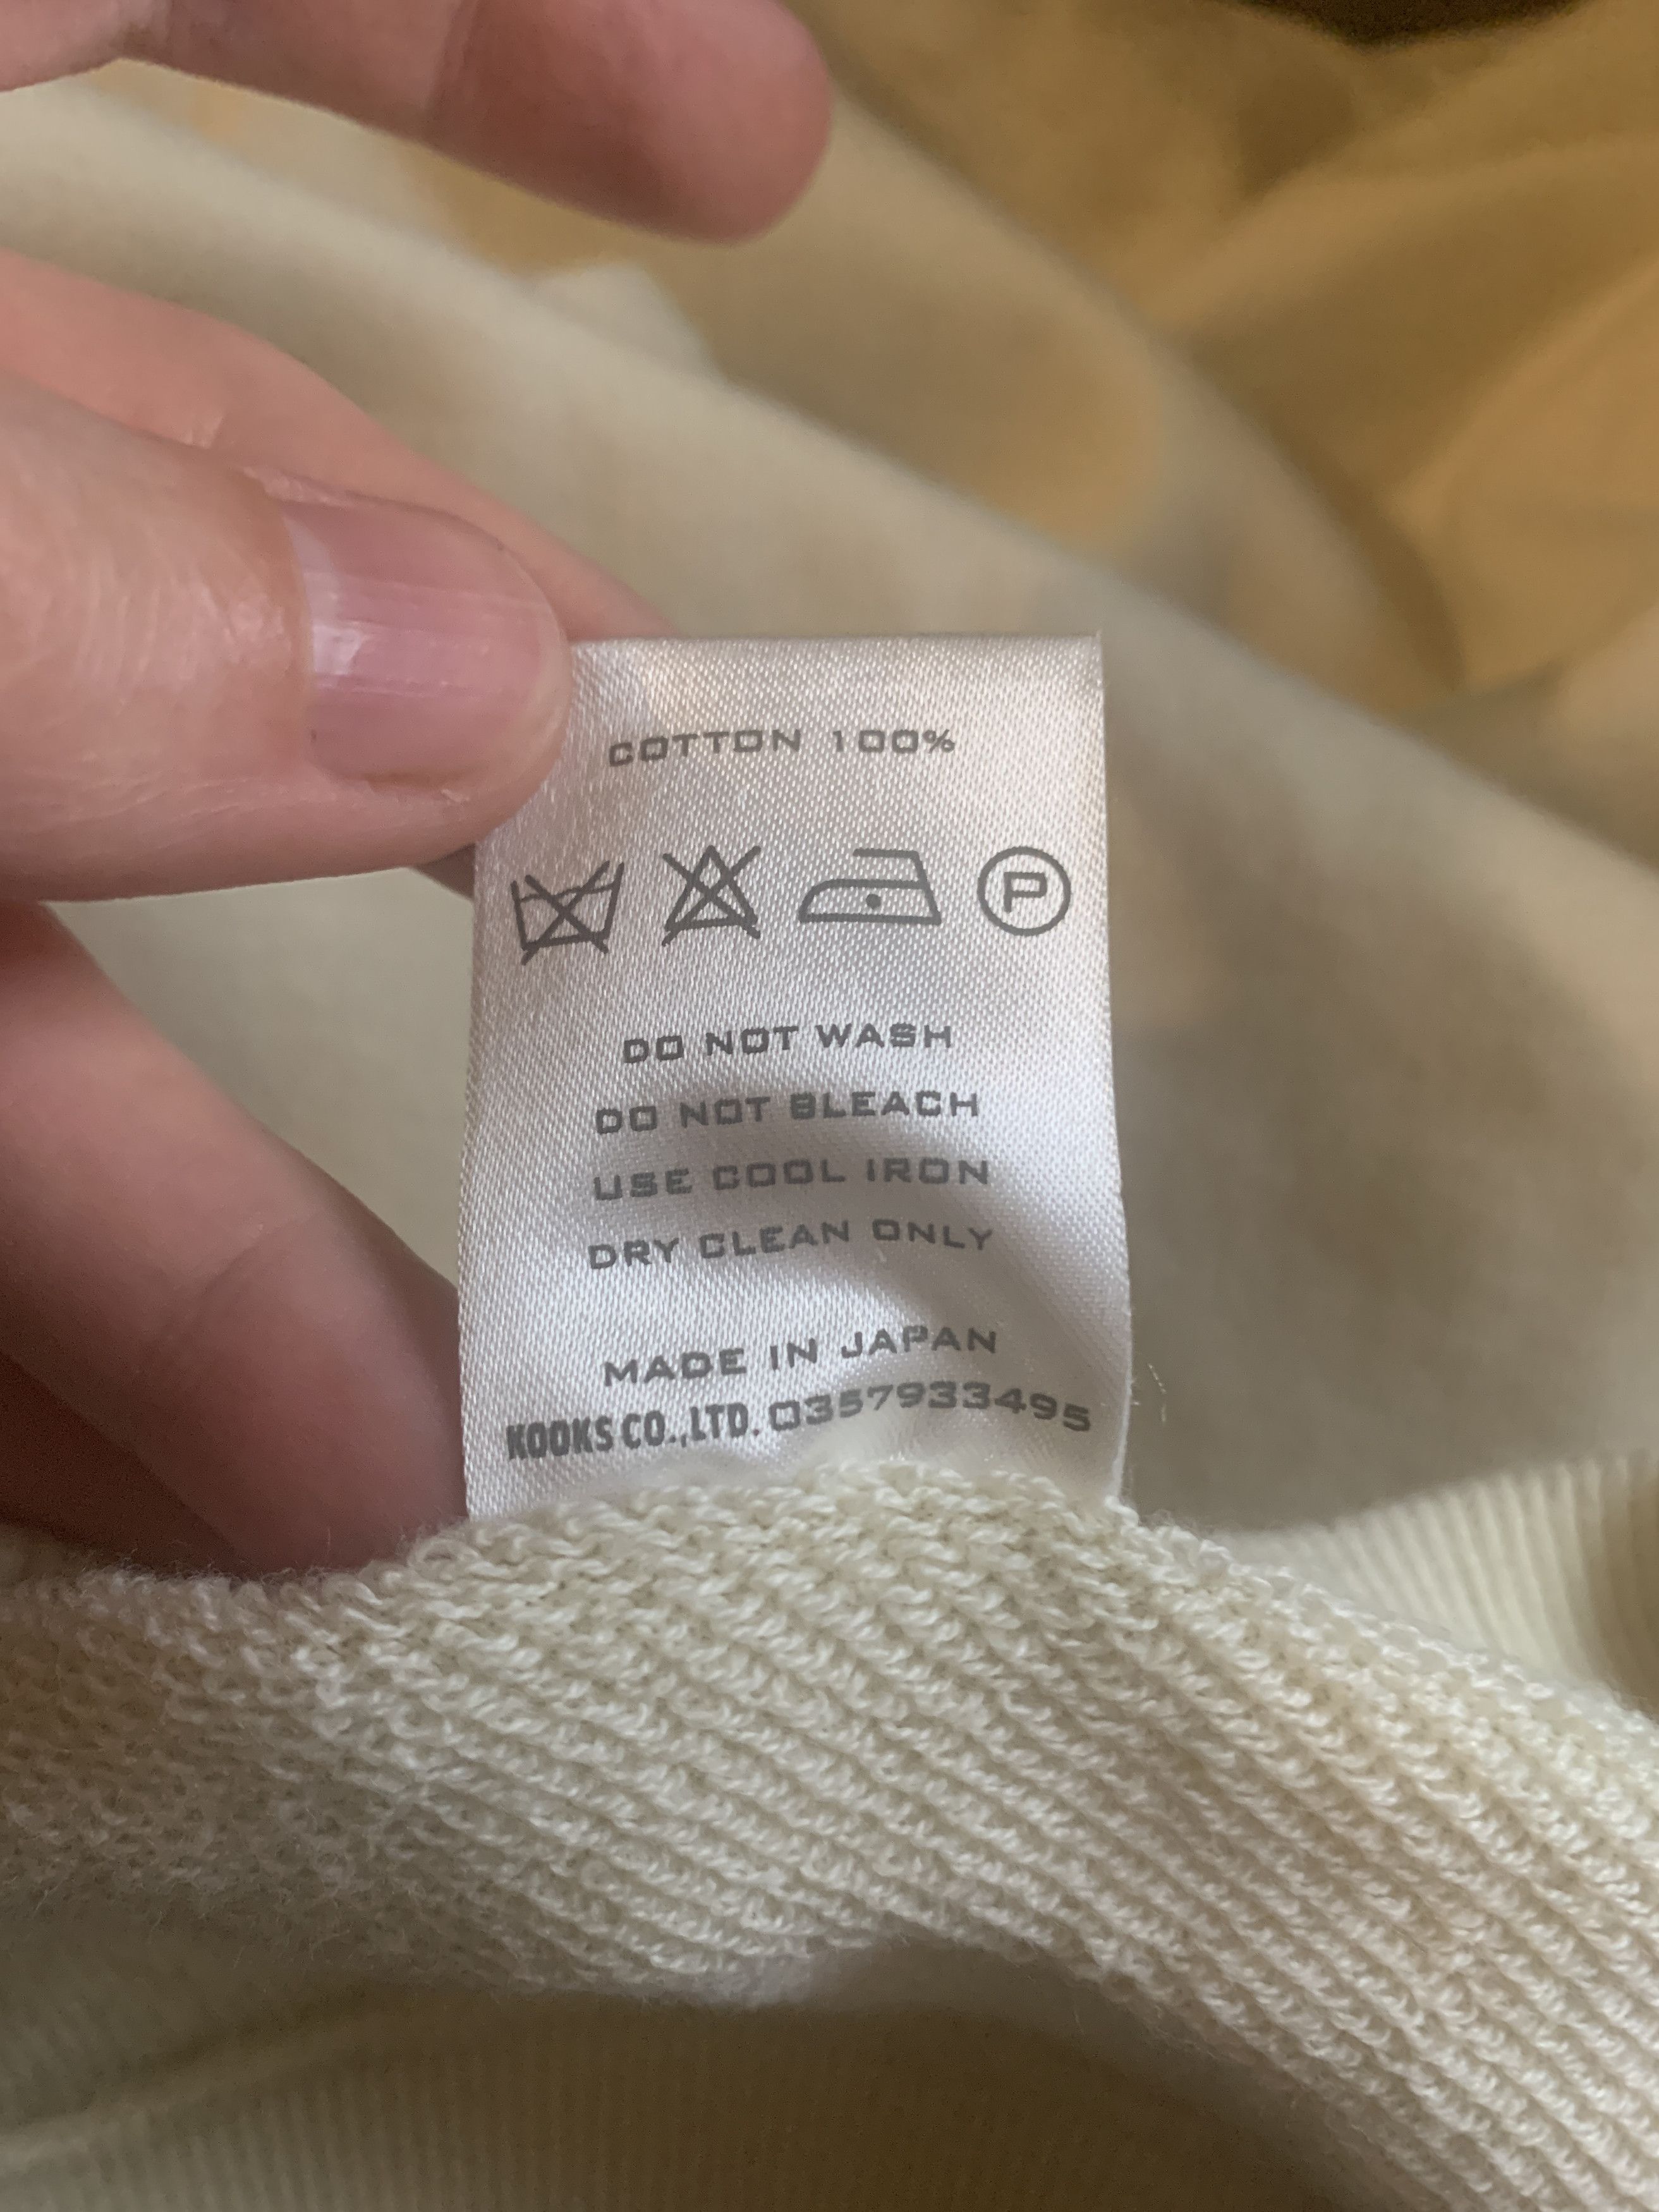 COTTON 100%
P
DO NOT WASH
DO NOT BLEACH
USE COOL IRON
DRY CLEAN ONLY
MADE IN JAPAN
KOOKS CO.,LTD. 0357933495